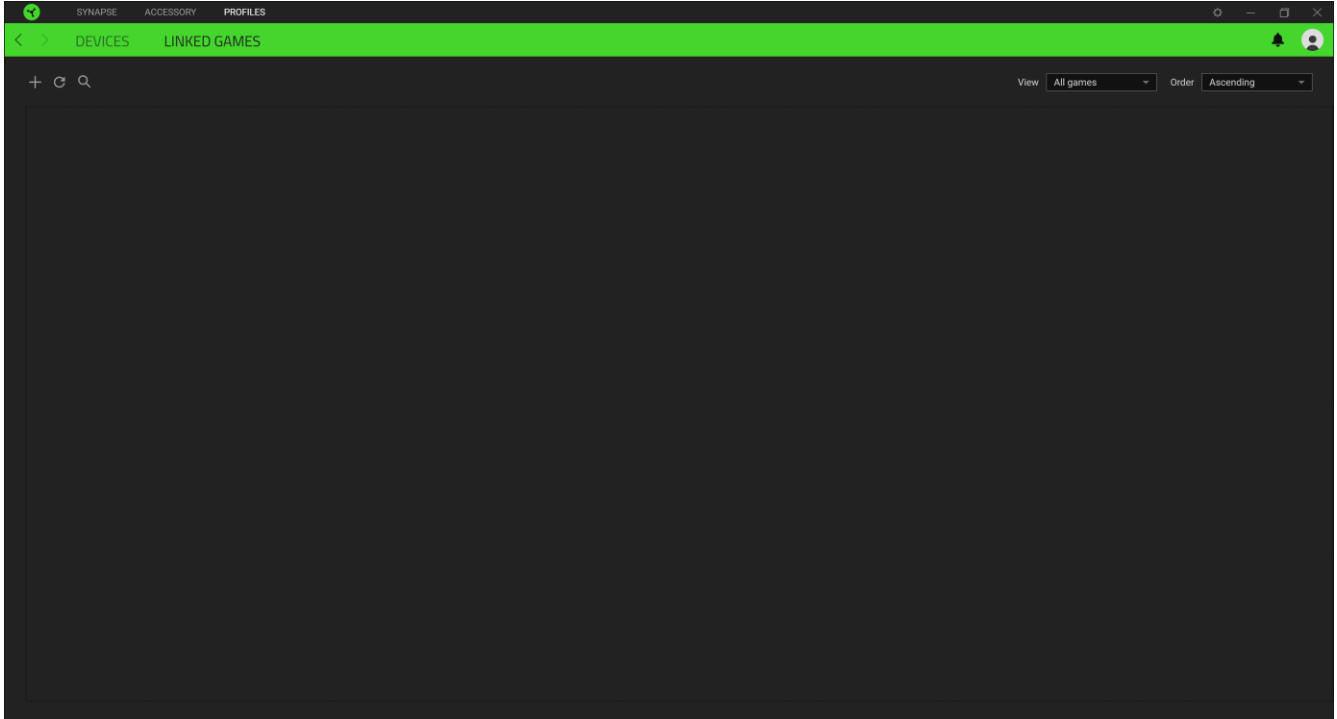 SYNAPSE ACCESSORY PROFILES
DEVICES LINKED GAMES
View All games Order Ascending